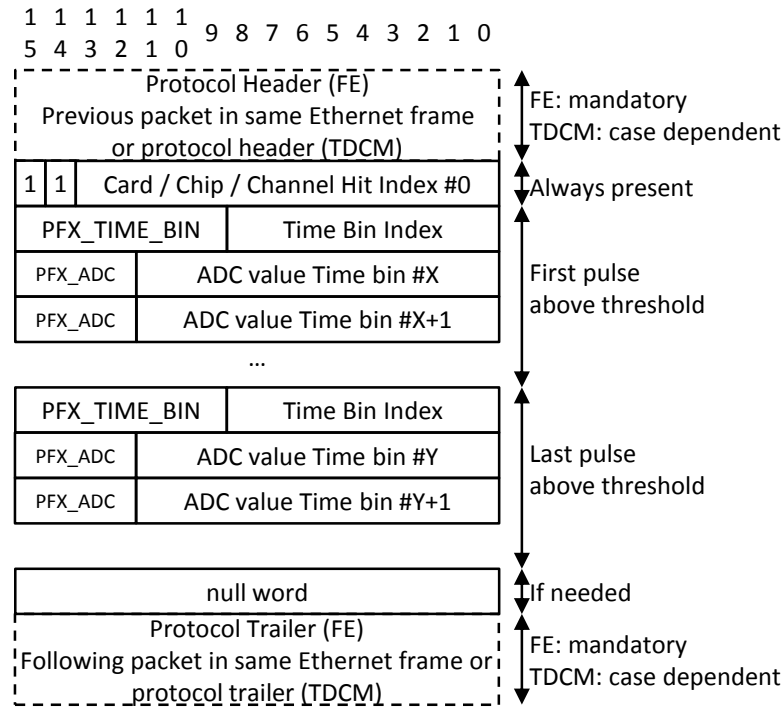 1 1 1 1 1 1
5 4 3 2 1 0 9 8 7 6 5 4 3 2 1 0
Protocol Header (FE)
Previous packet in same Ethernet frame
or protocol header (TDCM)
FE: mandatory
TDCM: case dependent
1 1 Card / Chip / Channel Hit Index #0
Always present
PFX_TIME_BIN Time Bin Index
PFX_ADC ADC value Time bin #X
PFX_ADC ADC value Time bin #X+1
First pulse
above threshold
...
PFX_TIME_BIN Time Bin Index
PFX_ADC ADC value Time bin #Y
PFX_ADC ADC value Time bin #Y+1
Last pulse
above threshold
null word
If needed
Protocol Trailer (FE)
Following packet in same Ethernet frame or
protocol trailer (TDCM)
FE: mandatory
TDCM: case dependent